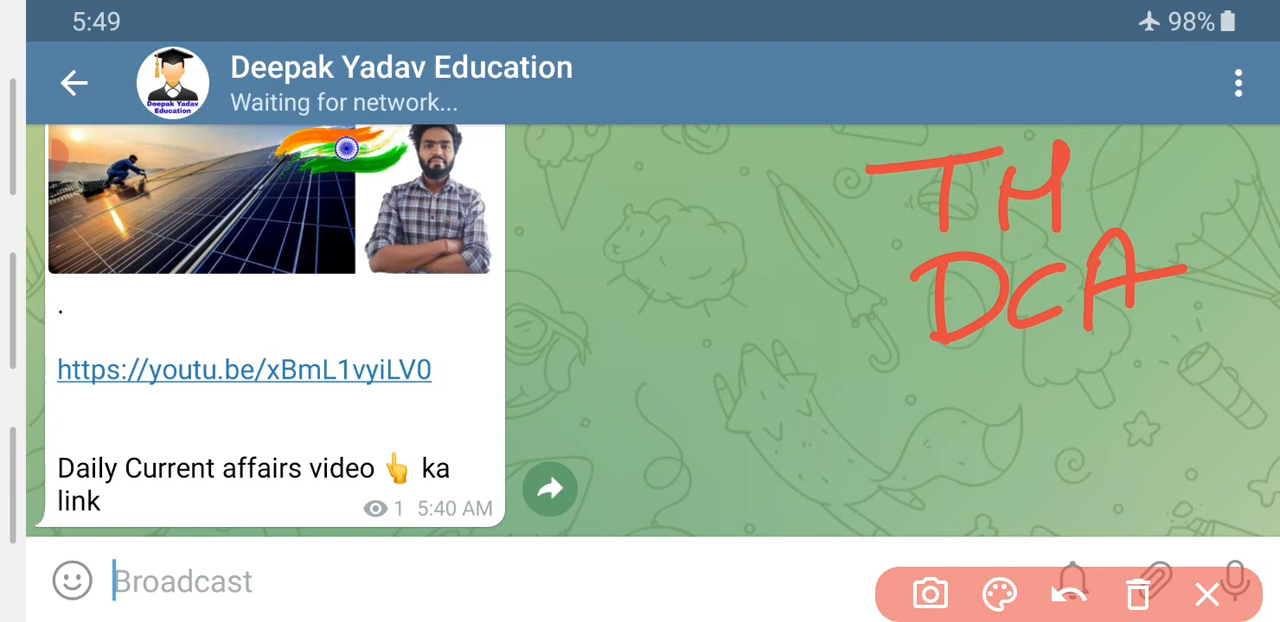 5:49
98%
Deepak Yadav Education
Waiting for network...
Deepak Yadav
Education
TH
DCA
.
https://youtu.be/xBmL1vyiLV0
Daily Current affairs video 👆 ka
link
1 5:40 AM
Broadcast